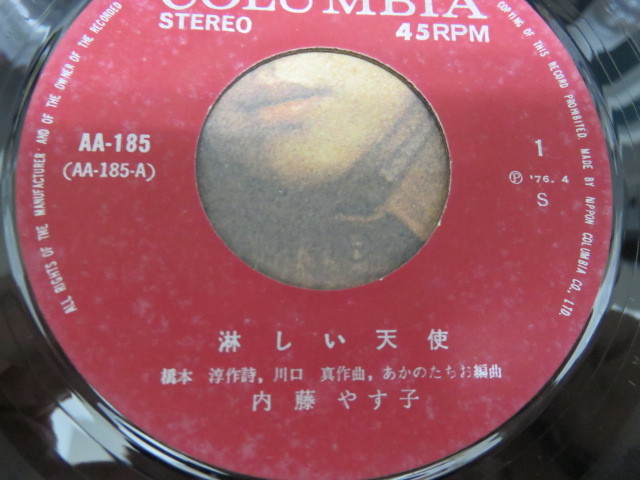 COLUMBIA
STEREO
45RPM
AA-185
(AA-185-A)
1
Ⓟ '76. 4
S
淋しい天使
橋本 淳作詩, 川口 真作曲, あかのたちお編曲
内藤やす子
ALL RIGHTS OF THE MANUFACTURER AND OF THE OWNER OF THE RECORDED
COPYING OF THIS RECORD PROHIBITED. MADE BY NIPPON COLUMBIA CO., LTD.